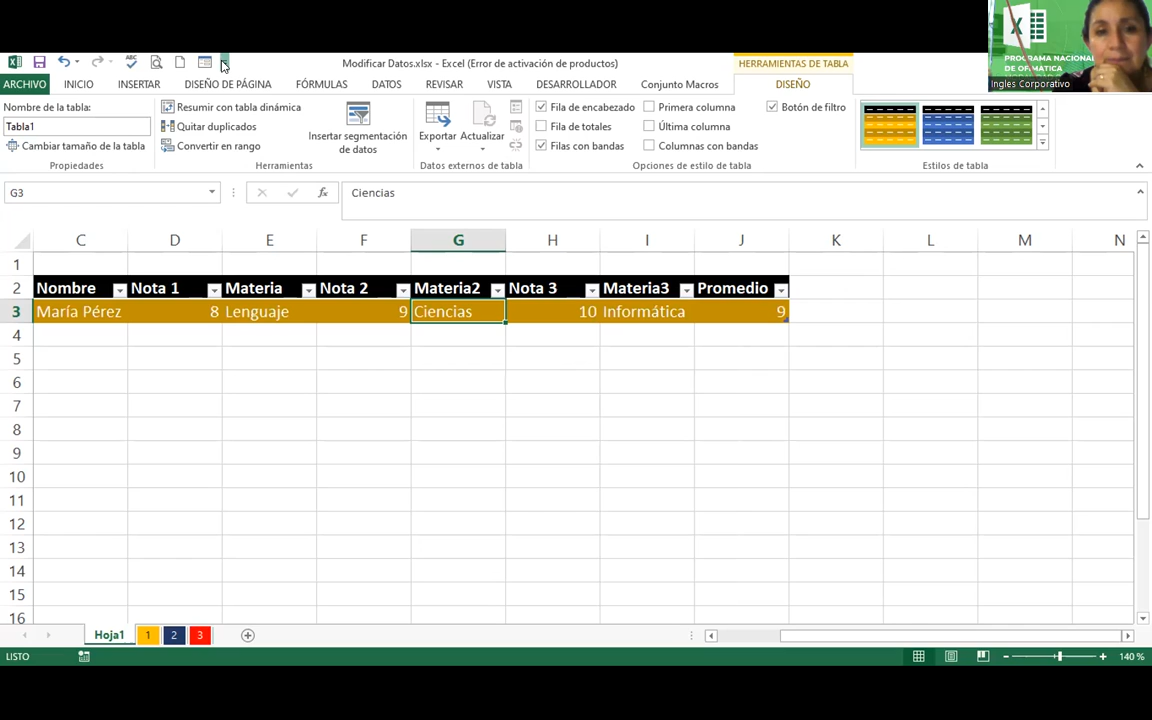 PROGRAMA NACIONAL
DE OFIMÁTICA
Ingles Corporativo
Modificar Datos.xlsx - Excel (Error de activación de productos)
HERRAMIENTAS DE TABLA
ARCHIVO INICIO INSERTAR DISEÑO DE PÁGINA FÓRMULAS DATOS REVISAR VISTA DESARROLLADOR Conjunto Macros DISEÑO
Nombre de la tabla:
Tabla1
Cambiar tamaño de la tabla
Propiedades
Resumir con tabla dinámica
Quitar duplicados
Convertir en rango
Insertar segmentación
de datos
Herramientas
Exportar Actualizar
Datos externos de tabla
Fila de encabezado Primera columna Botón de filtro
Fila de totales Última columna
Filas con bandas Columnas con bandas
Opciones de estilo de tabla
Estilos de tabla
G3 fx Ciencias
C D E F G H I J K L M N
1
2 Nombre Nota 1 Materia Nota 2 Materia2 Nota 3 Materia3 Promedio
3 María Pérez 8 Lenguaje 9 Ciencias 10 Informática 9
4
5
6
7
8
9
10
11
12
13
14
15
16
Hoja1 1 2 3
LISTO 140 %